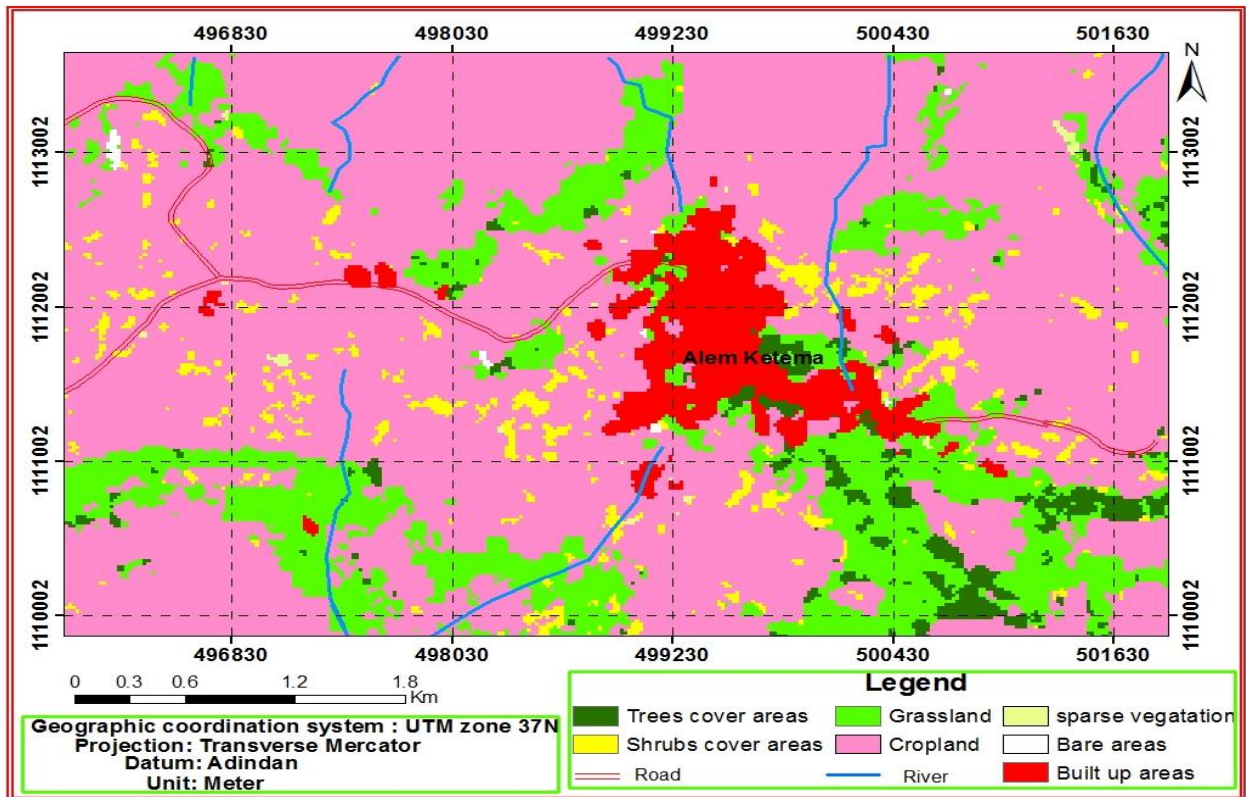 496830 498030 499230 500430 501630
N
1113002 1113002
1112002 1112002
Alem Ketema
1111002 1111002
1110002 1110002
496830 498030 499230 500430 501630
0 0.3 0.6 1.2 1.8
Km
Geographic coordination system : UTM zone 37N
Projection: Transverse Mercator
Datum: Adindan
Unit: Meter
Legend
Trees cover areas Grassland sparse vegatation
Shrubs cover areas Cropland Bare areas
Road River Built up areas